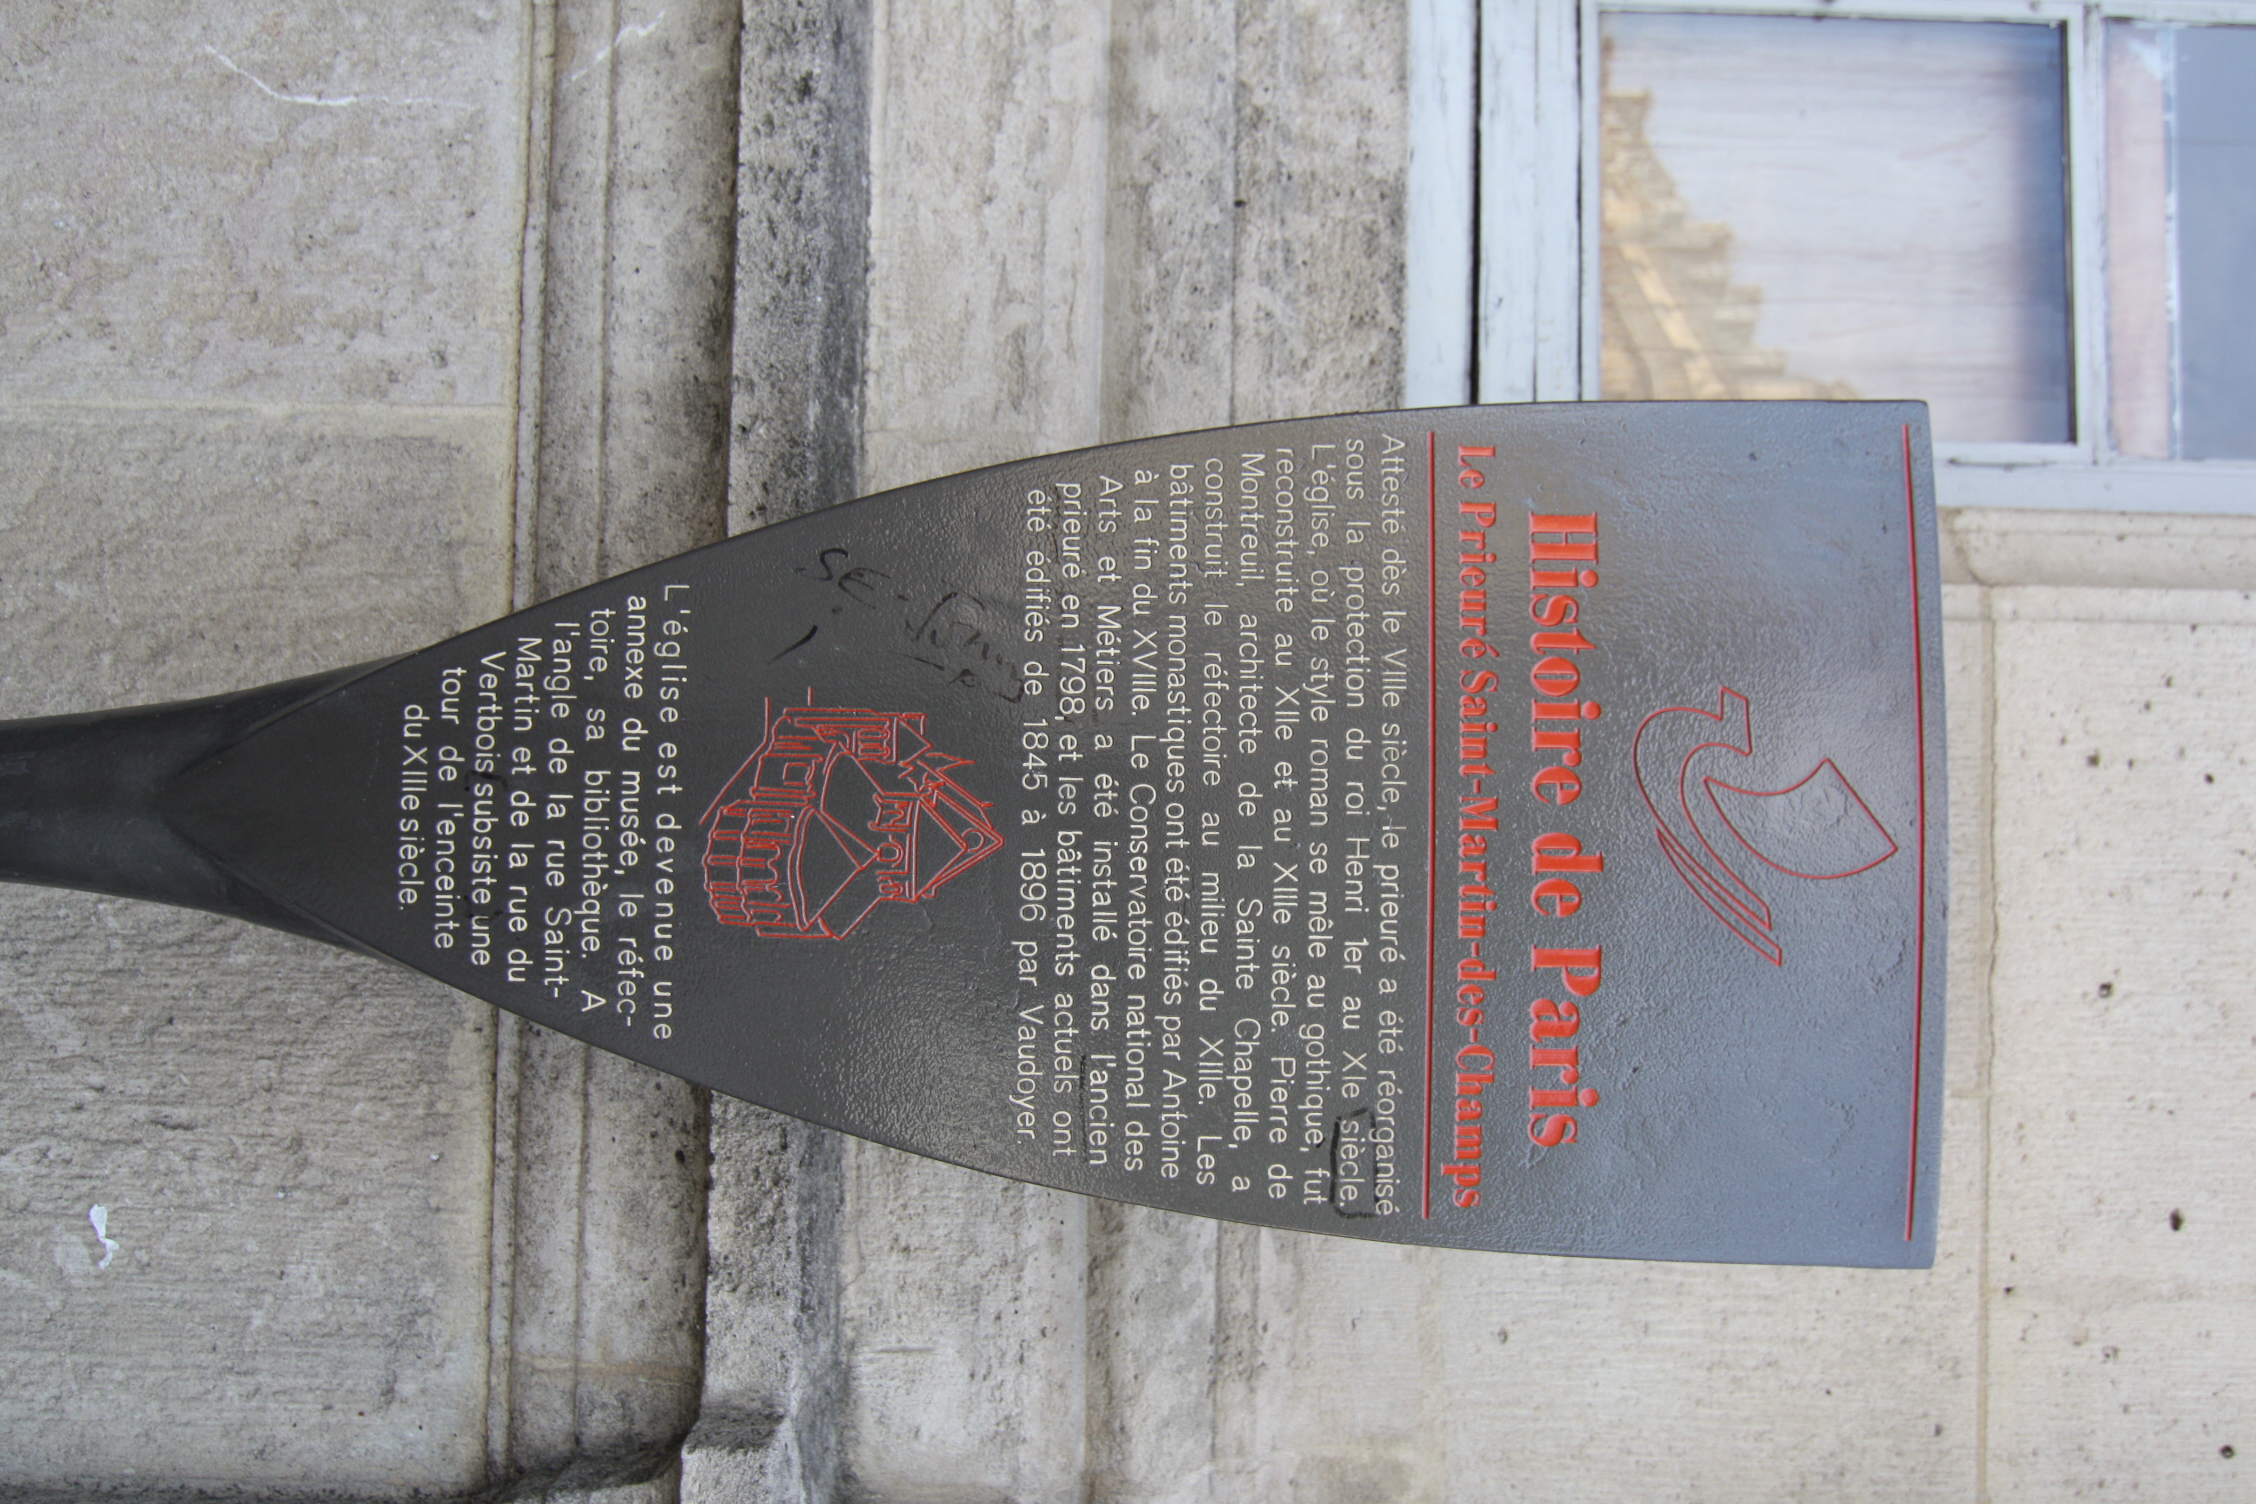 Histoire de Paris
Le Prieuré Saint-Martin-des-Champs
Attesté dès le VIIIe siècle, le prieuré a été réorganisé
sous la protection du roi Henri 1er au XIe siècle.
L'église, où le style roman se mêle au gothique, fut
reconstruite au XIIe et au XIIIe siècle. Pierre de
Montreuil, architecte de la Sainte Chapelle, a
construit le réfectoire au milieu du XIIIe. Les
bâtiments monastiques ont été édifiés par Antoine
à la fin du XVIIIe. Le Conservatoire national des
Arts et Métiers a été installé dans l'ancien
prieuré en 1798, et les bâtiments actuels ont
été édifiés de 1845 à 1896 par Vaudoyer.
L'église est devenue une
annexe du musée, le réfec-
toire, sa bibliothèque. A
l'angle de la rue Saint-
Martin et de la rue du
Vertbois subsiste une
tour de l'enceinte
du XIIIe siècle.